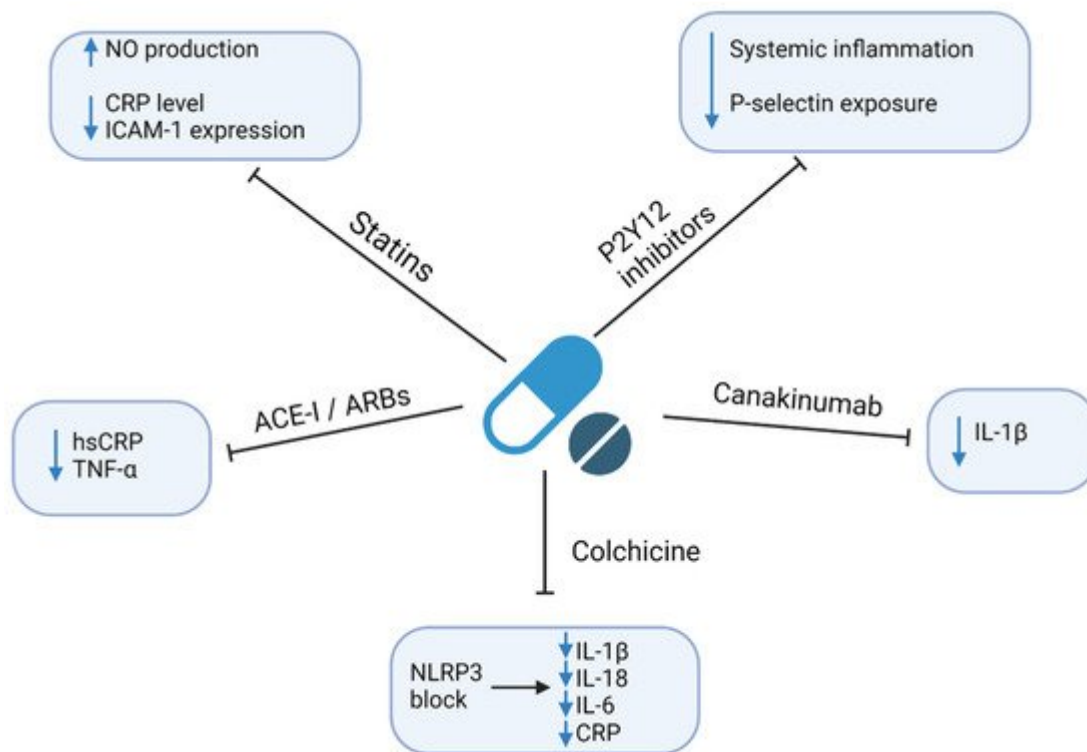 NO production
CRP level
ICAM-1 expression
Systemic inflammation
P-selectin exposure
Statins
P2Y12
inhibitors
ACE-I / ARBs
Canakinumab
hsCRP
TNF-α
IL-1β
Colchicine
NLRP3
block
IL-1β
IL-18
IL-6
CRP